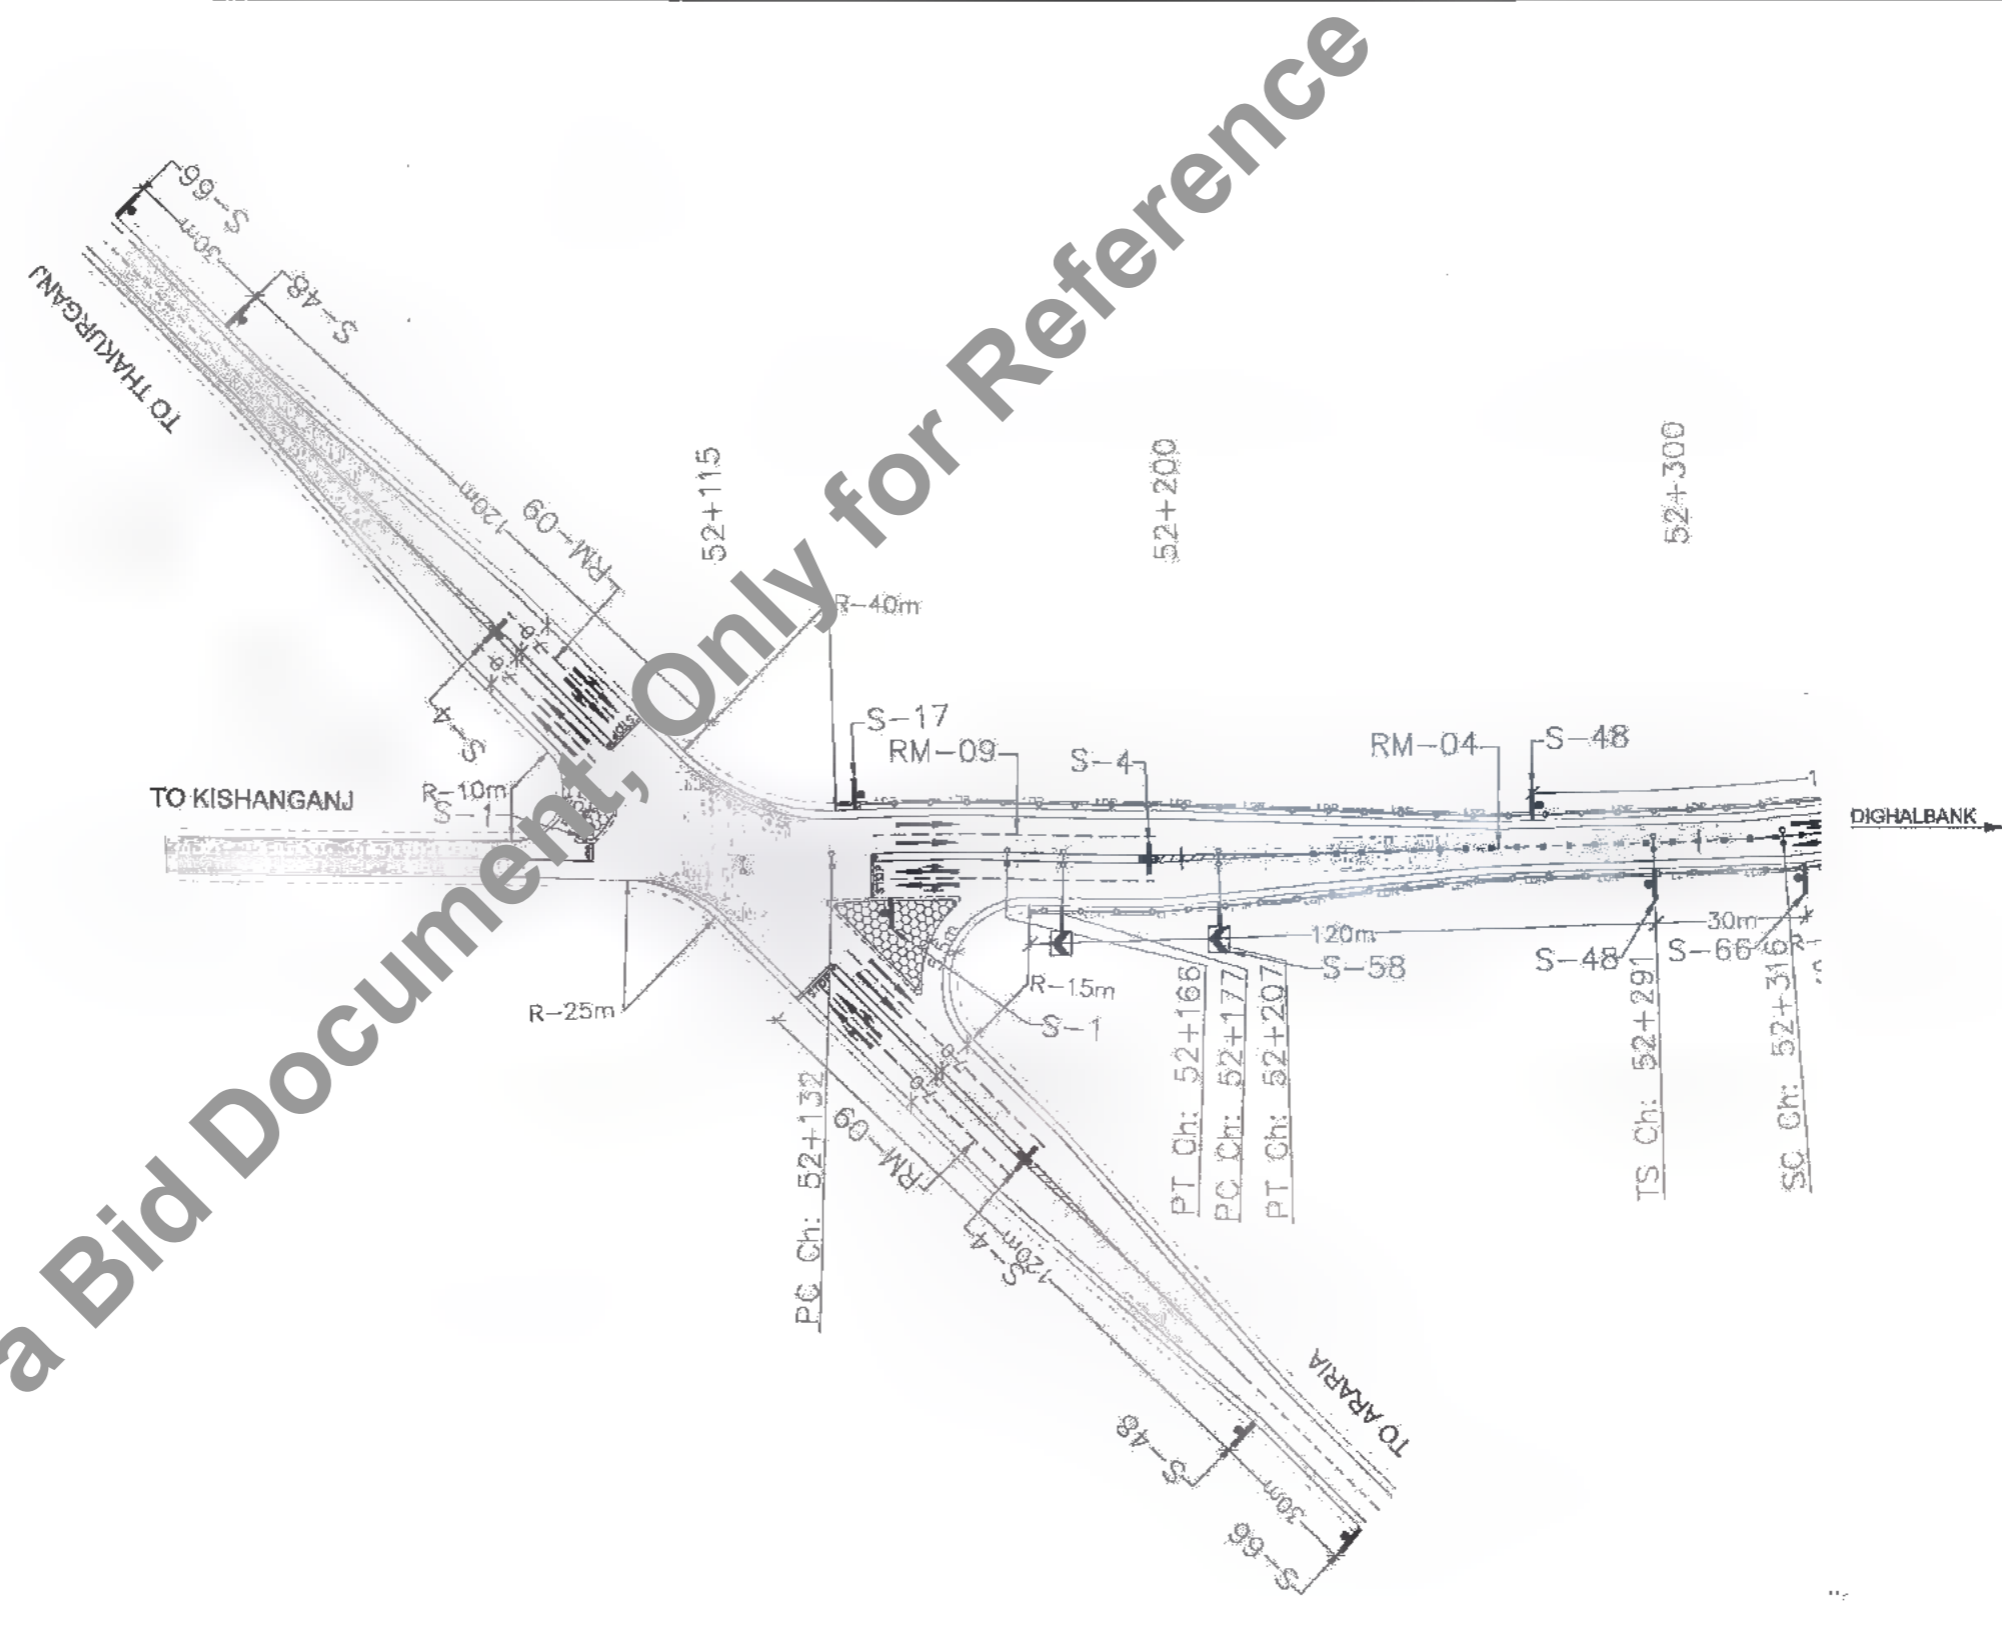 a Bid Document, Only for Reference
S-66
30m
S-48
TO THAKURGANJ
120m
RM-09
52+115
52+200
52+300
R-40m
S-4
S-17
RM-09
S-4
RM-04
S-48
TO KISHANGANJ
R-10m
S-1
DIGHALBANK
STOP
R-25m
R-15m
S-1
120m
S-58
30m
S-48
S-66
PC Ch: 52+132
PT Ch: 52+166
PC Ch: 52+177
PT Ch: 52+207
TS Ch: 52+291
SC Ch: 52+316
RM-09
S-4
120m
TO ARARIA
S-48
30m
S-66